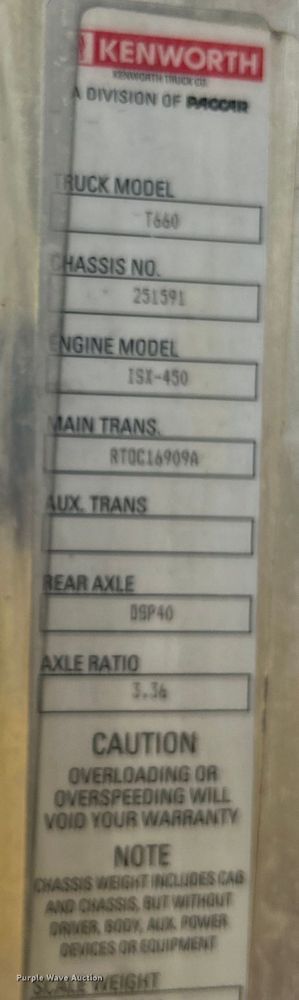 KENWORTH
KENWORTH TRUCK CO.
A DIVISION OF PACCAR
TRUCK MODEL
T660
CHASSIS NO.
251591
ENGINE MODEL
ISX-450
MAIN TRANS.
RTOC16909A
AUX. TRANS
REAR AXLE
DSP40
AXLE RATIO
3.36
CAUTION
OVERLOADING OR
OVERSPEEDING WILL
VOID YOUR WARRANTY
NOTE
CHASSIS WEIGHT INCLUDES CAB
AND CHASSIS, BUT WITHOUT
DRIVER, BODY, AUX. POWER
DEVICES OR EQUIPMENT
SCALE WEIGHT
Purple Wave Auction